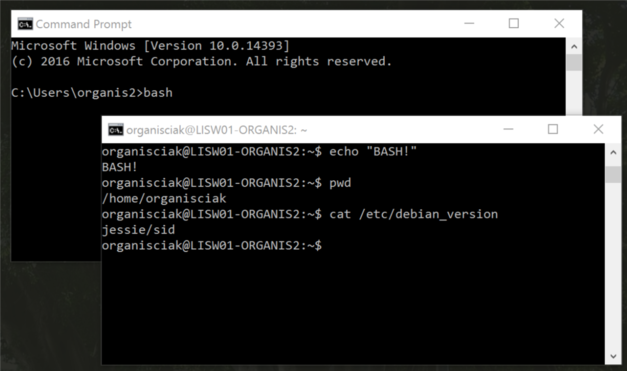 Command Prompt
Microsoft Windows [Version 10.0.14393]
(c) 2016 Microsoft Corporation. All rights reserved.
C:\Users\organis2>bash
organisciak@LISW01-ORGANIS2: ~
organisciak@LISW01-ORGANIS2:~$ echo "BASH!"
BASH!
organisciak@LISW01-ORGANIS2:~$ pwd
/home/organisciak
organisciak@LISW01-ORGANIS2:~$ cat /etc/debian_version
jessie/sid
organisciak@LISW01-ORGANIS2:~$